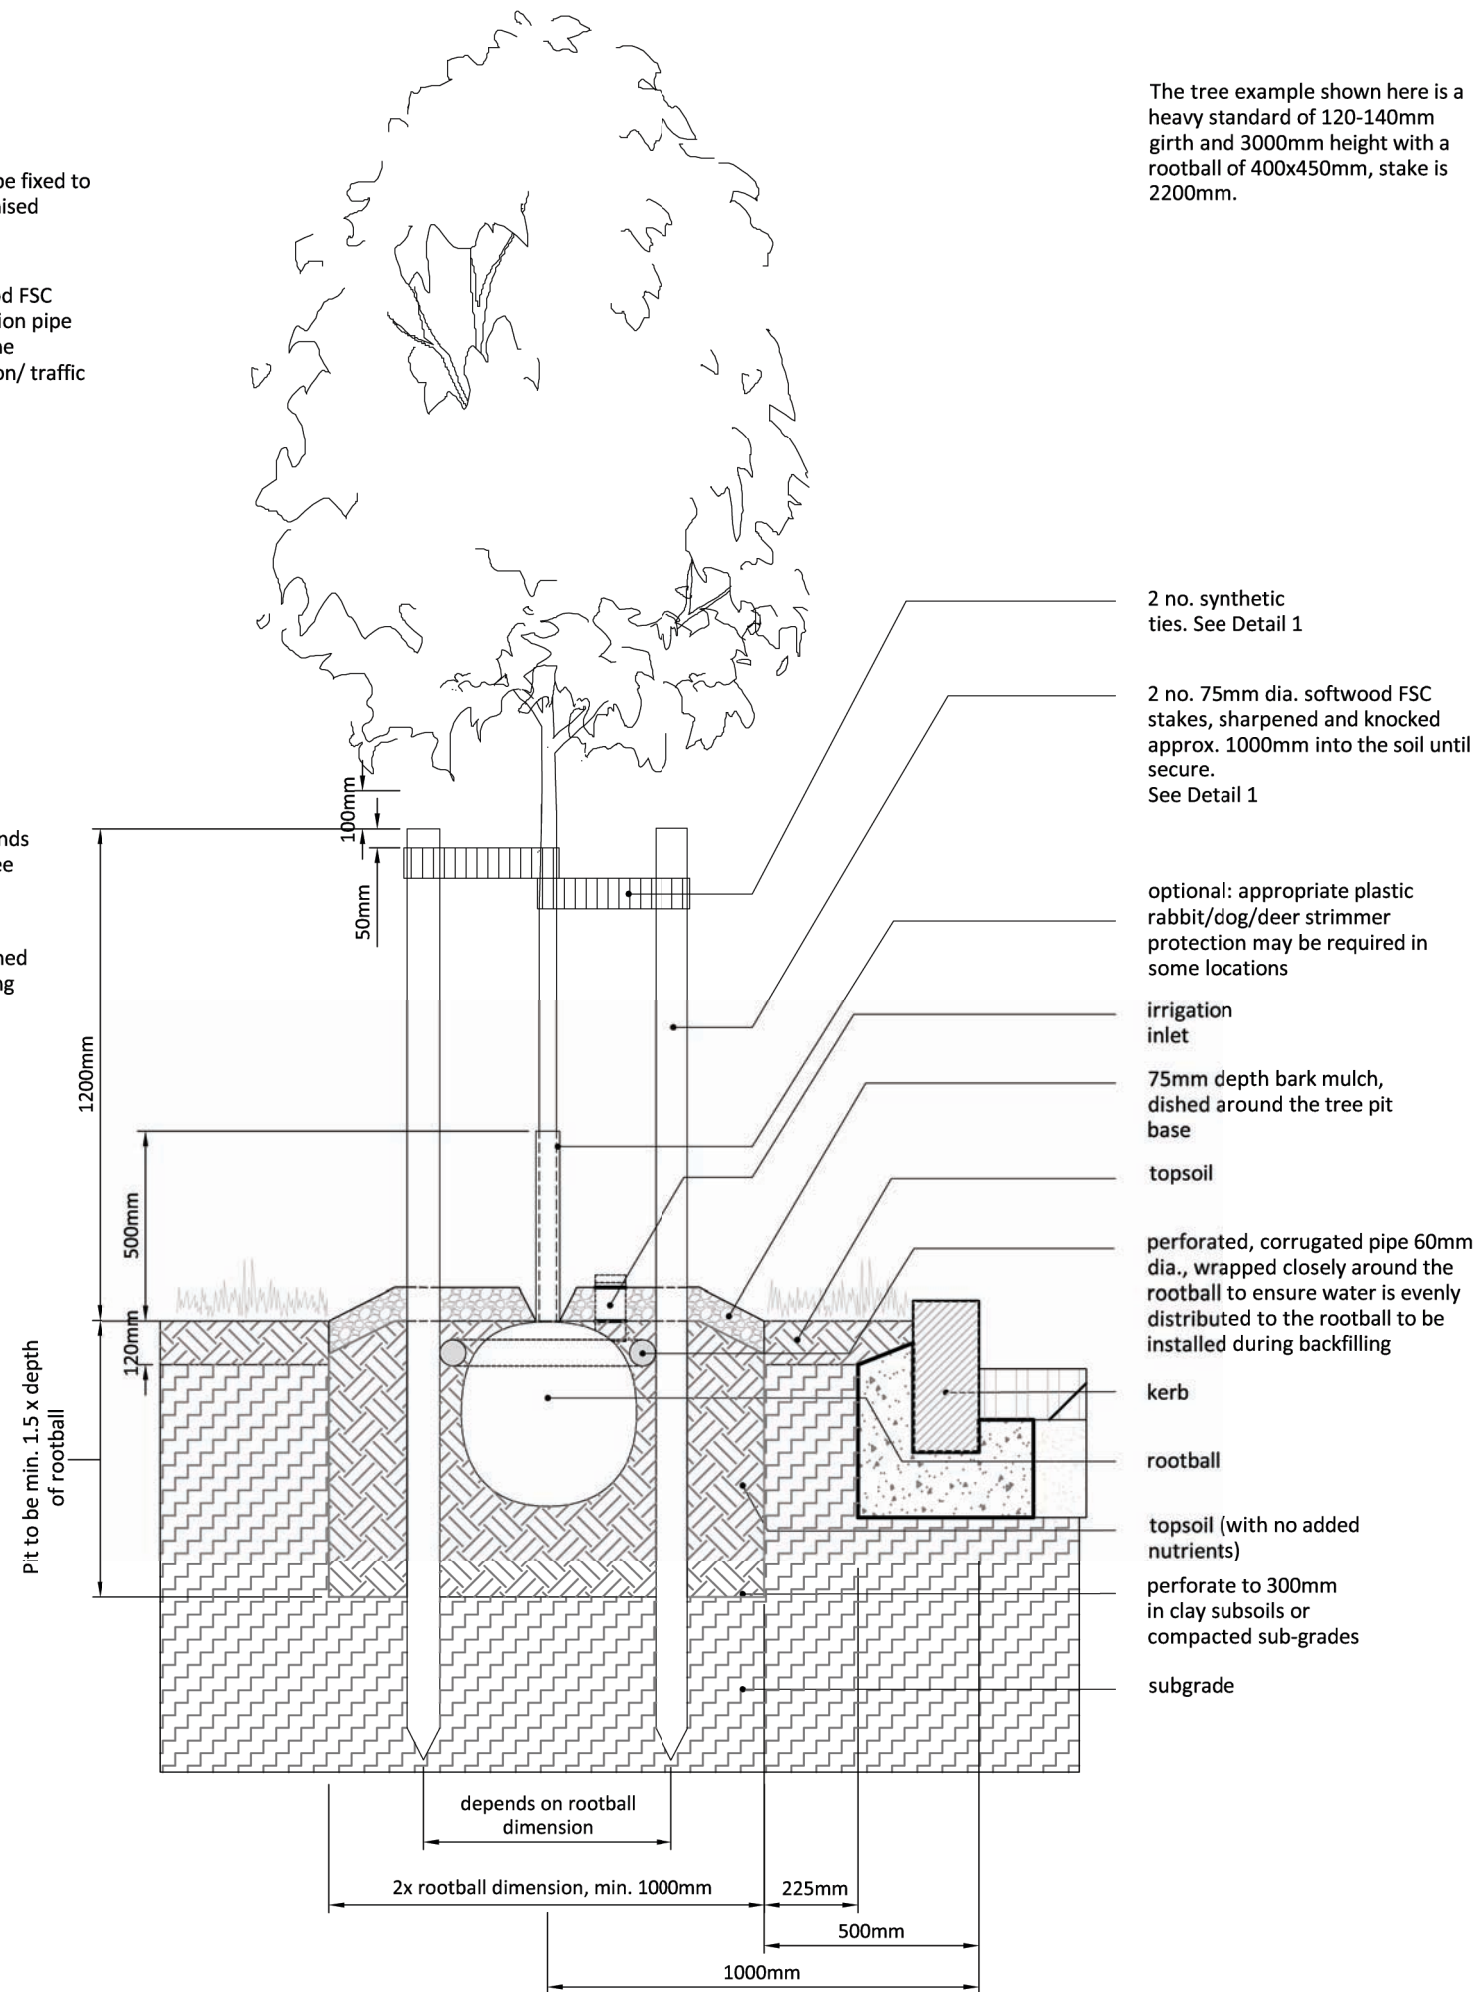 The tree example shown here is a
heavy standard of 120-140mm
girth and 3000mm height with a
rootball of 400x450mm, stake is
2200mm.
be fixed to
ised
d FSC
ion pipe
ne
on/ traffic
nds
ee
ned
ng
2 no. synthetic
ties. See Detail 1
2 no. 75mm dia. softwood FSC
stakes, sharpened and knocked
approx. 1000mm into the soil until
secure.
See Detail 1
optional: appropriate plastic
rabbit/dog/deer strimmer
protection may be required in
some locations
irrigation
inlet
75mm depth bark mulch,
dished around the tree pit
base
topsoil
perforated, corrugated pipe 60mm
dia., wrapped closely around the
rootball to ensure water is evenly
distributed to the rootball to be
installed during backfilling
kerb
rootball
topsoil (with no added
nutrients)
perforate to 300mm
in clay subsoils or
compacted sub-grades
subgrade
100mm
50mm
1200mm
500mm
120mm
Pit to be min. 1.5 x depth
of rootball
depends on rootball
dimension
2x rootball dimension, min. 1000mm
225mm
500mm
1000mm